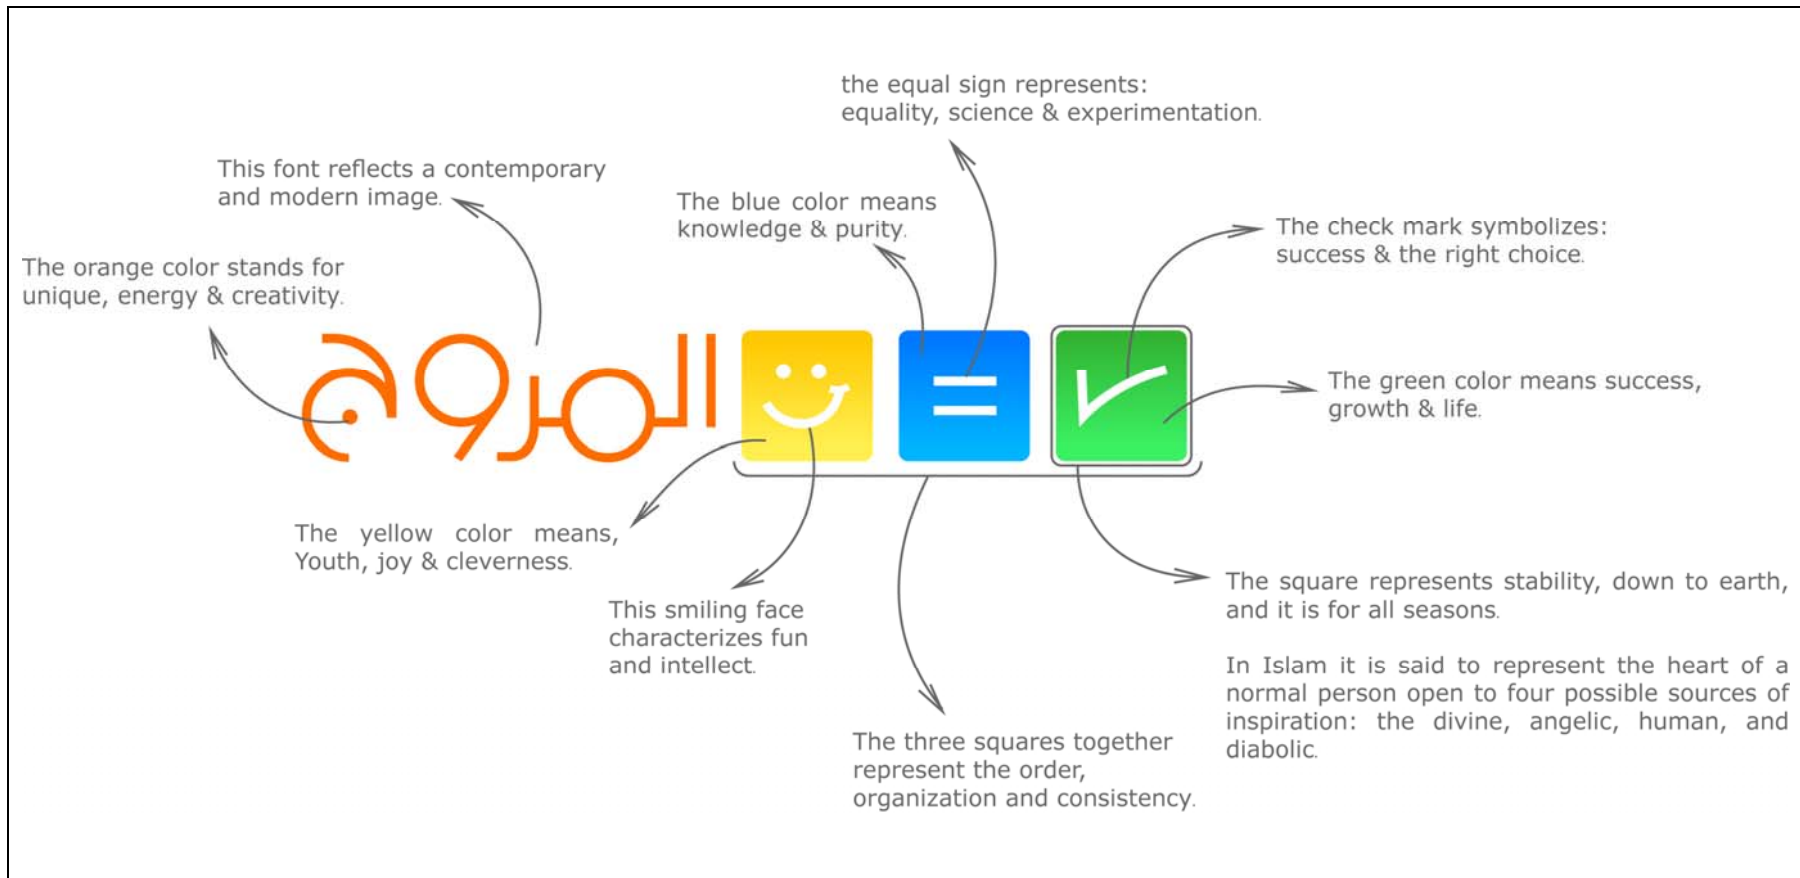 the equal sign represents:
equality, science & experimentation.
This font reflects a contemporary
and modern image.
The blue color means
knowledge & purity.
The check mark symbolizes:
success & the right choice.
The orange color stands for
unique, energy & creativity.
المروج
=
The green color means success,
growth & life.
The yellow color means,
Youth, joy & cleverness.
This smiling face
characterizes fun
and intellect.
The three squares together
represent the order,
organization and consistency.
The square represents stability, down to earth,
and it is for all seasons.
In Islam it is said to represent the heart of a
normal person open to four possible sources of
inspiration: the divine, angelic, human, and
diabolic.